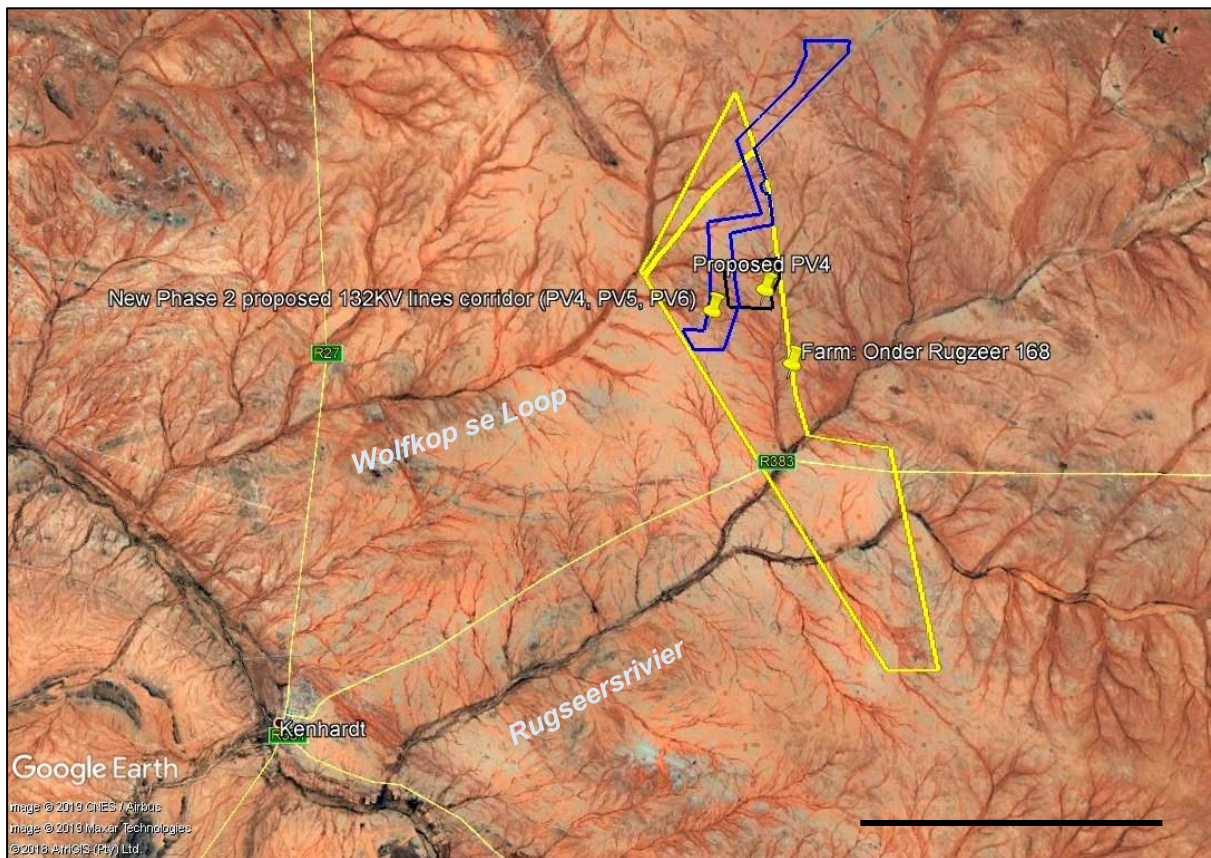 Proposed PV4
New Phase 2 proposed 132KV lines corridor (PV4, PV5, PV6)
R27
Farm: Onder Rugzeer 168
Wolfkop se Loop
R383
Rugseersrivier
Kenhardt
Google Earth
Image © 2019 CNES / Airbus
Image © 2019 Maxar Technologies
© 2018 AfriGIS (Pty) Ltd.